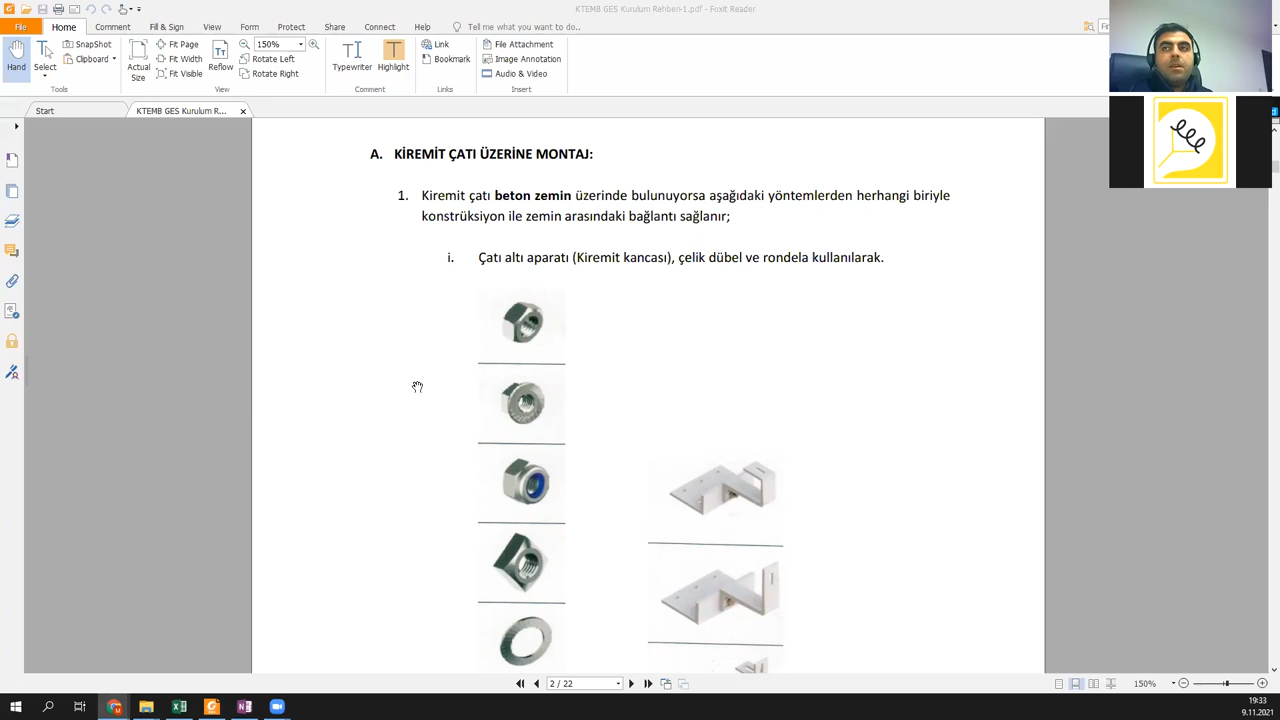 KTEMB GES Kurulum Rehberi-1.pdf - Foxit Reader
File Home Comment View Form Protect Share Connect Help Tell me what you want to do..
Hand
Select
SnapShot
Clipboard
Tools
Actual Size
Fit Page
Fit Width
Fit Visible
Reflow
150%
Rotate Left
Rotate Right
View
Typewriter
Highlight
Comment
Link
Bookmark
Links
File Attachment
Image Annotation
Audio & Video
Insert
Start
KTEMB GES Kurulum R...
A. KİREMİT ÇATI ÜZERİNE MONTAJ:
1. Kiremit çatı beton zemin üzerinde bulunuyorsa aşağıdaki yöntemlerden herhangi biriyle
konstrüksiyon ile zemin arasındaki bağlantı sağlanır;
i. Çatı altı aparatı (Kiremit kancası), çelik dübel ve rondela kullanılarak.
2 / 22
150%
19:33
9.11.2021